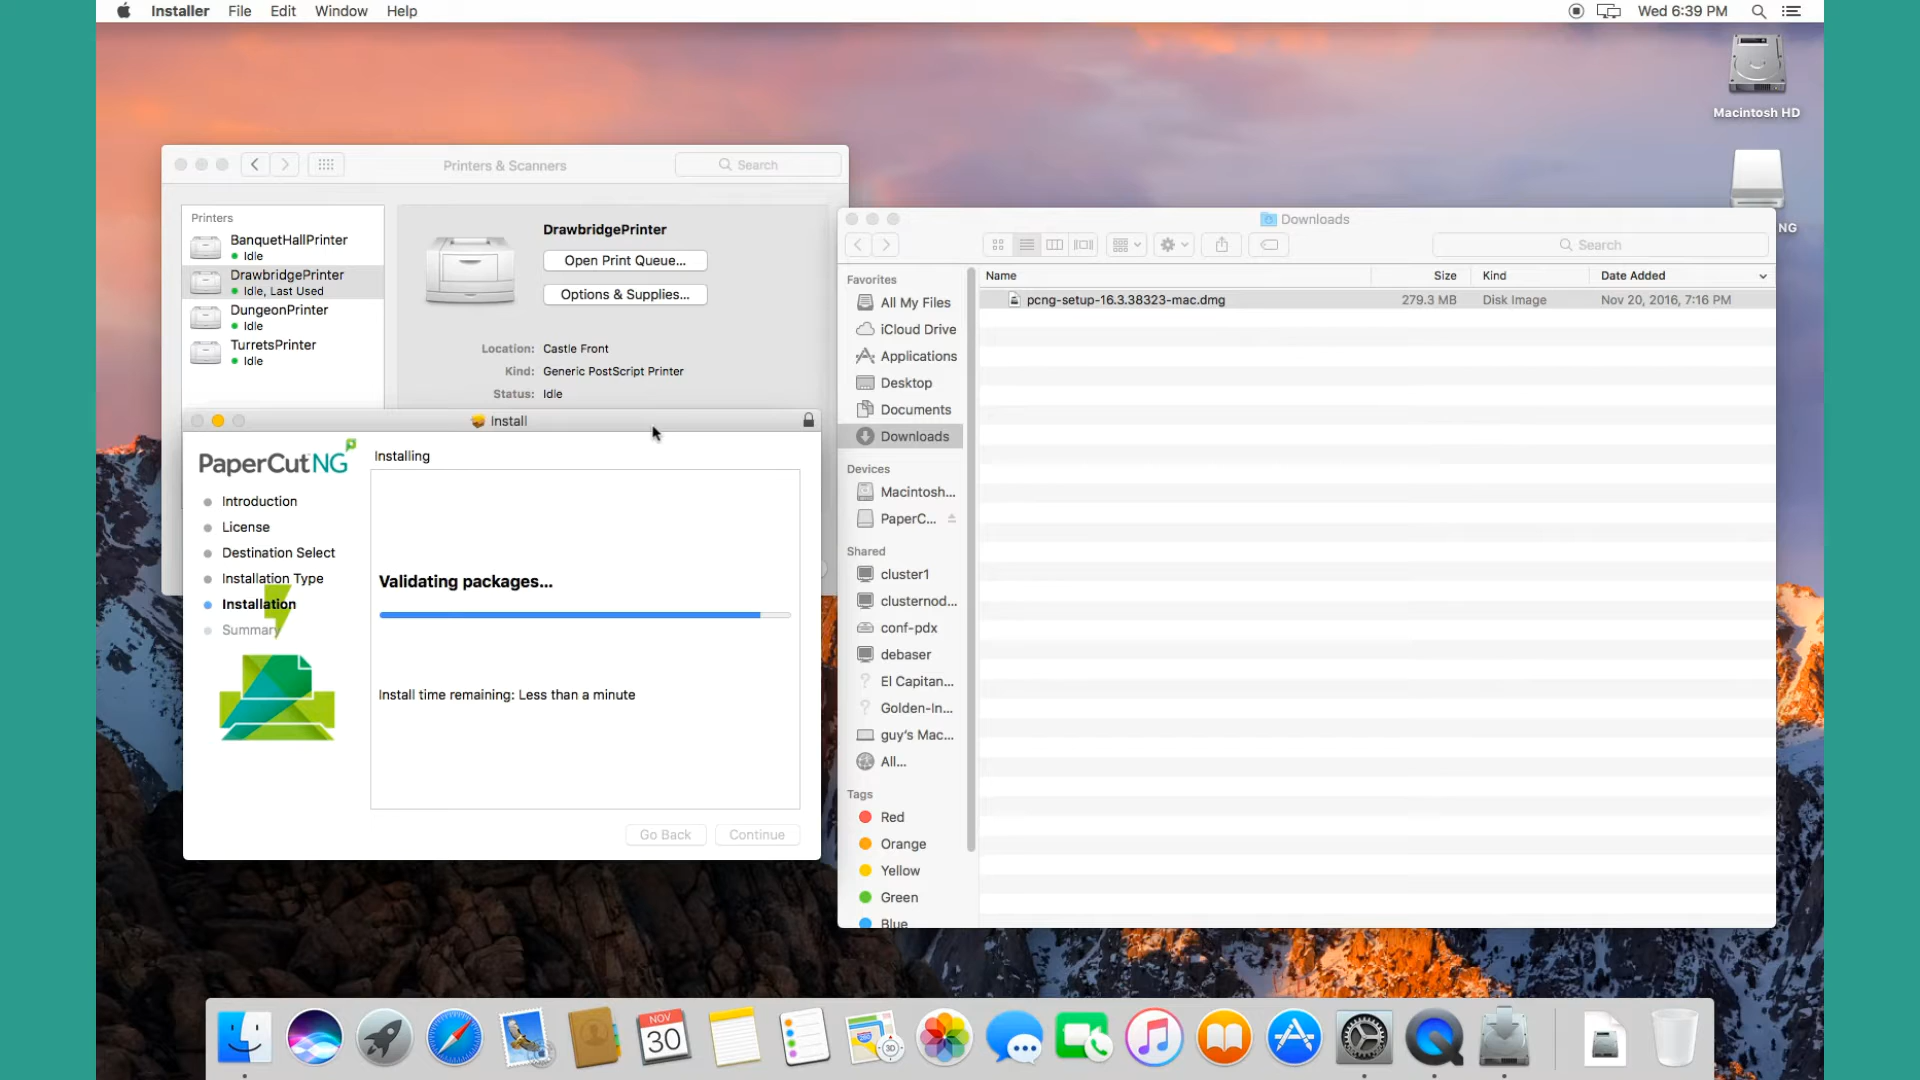 Installer File Edit Window Help
Wed 6:39 PM
Macintosh HD
NG
Printers & Scanners
Search
Printers
BanquetHallPrinter
Idle
DrawbridgePrinter
Idle, Last Used
DungeonPrinter
Idle
TurretsPrinter
Idle
DrawbridgePrinter
Open Print Queue...
Options & Supplies...
Location: Castle Front
Kind: Generic PostScript Printer
Status: Idle
Install
PaperCut NG
Introduction
License
Destination Select
Installation Type
Installation
Summary
Installing
Validating packages...
Install time remaining: Less than a minute
Go Back Continue
Downloads
Search
Favorites
All My Files
iCloud Drive
Applications
Desktop
Documents
Downloads
Devices
Macintosh...
PaperC...
Shared
cluster1
clusternod...
conf-pdx
debaser
El Capitan...
Golden-In...
guy's Mac...
All...
Tags
Red
Orange
Yellow
Green
Blue
Name Size Kind Date Added
pcng-setup-16.3.38323-mac.dmg 279.3 MB Disk Image Nov 20, 2016, 7:16 PM
NOV
30
30